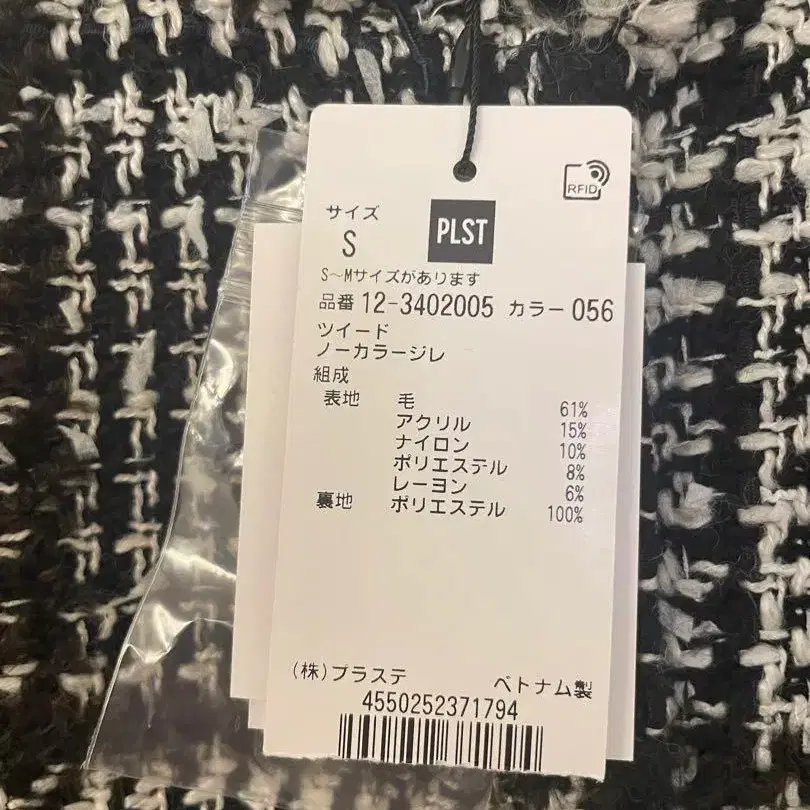 RFID
サイズ
S
PLST
S～Mサイズがあります
品番 12-3402005 カラー 056
ツイード
ノーカラージレ
組成
表地 毛 61%
アクリル 15%
ナイロン 10%
ポリエステル 8%
レーヨン 6%
裏地 ポリエステル 100%
(株)プラステ ベトナム製
4550252371794